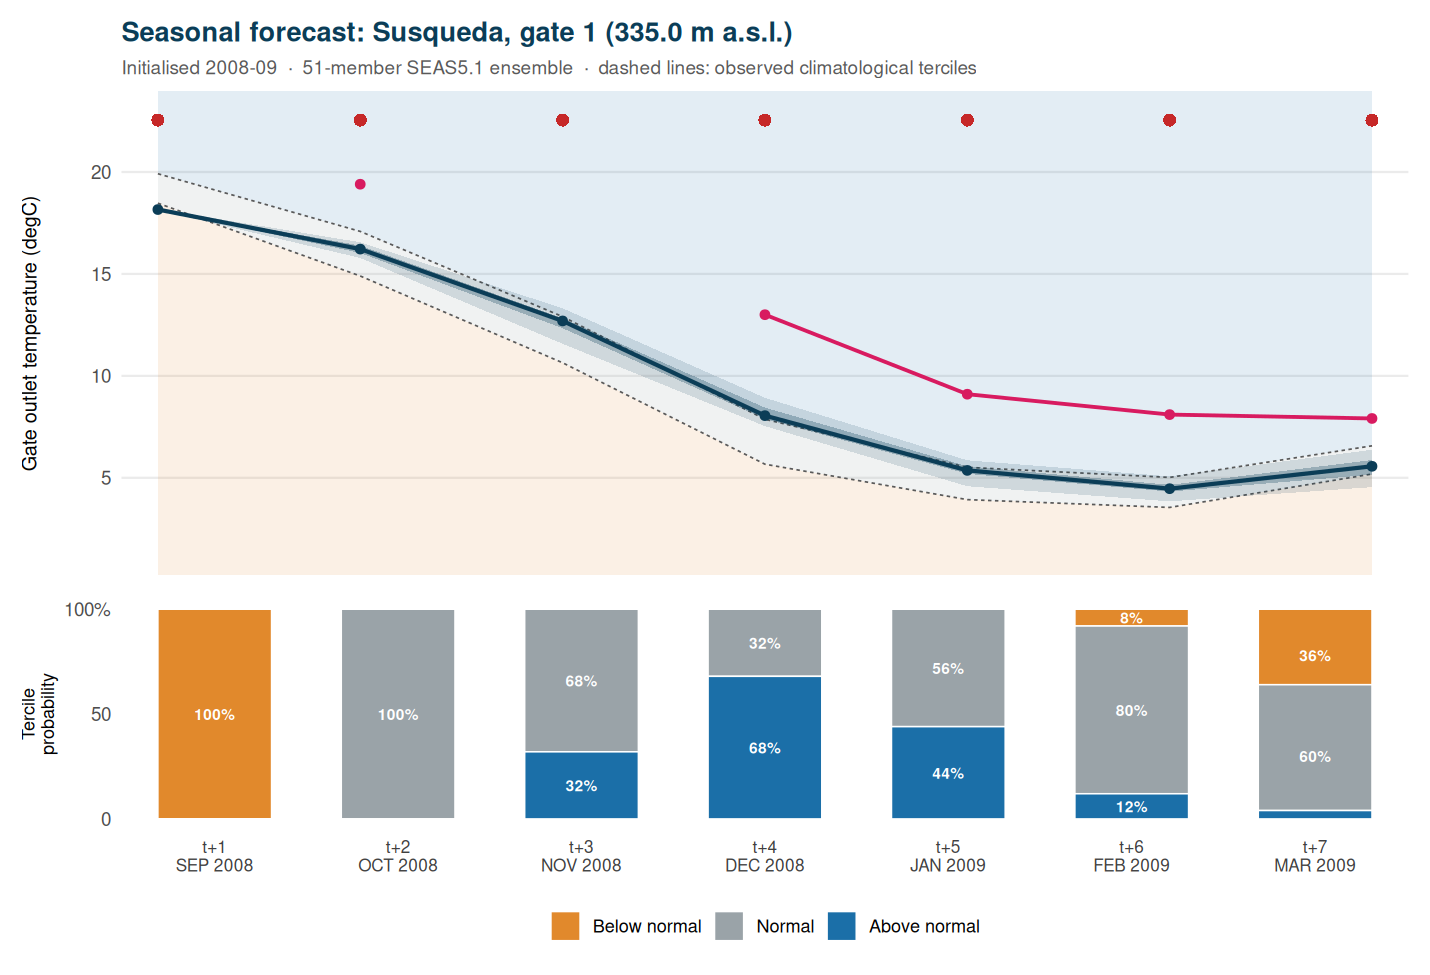 Seasonal forecast: Susqueda, gate 1 (335.0 m a.s.l.)
Initialised 2008-09 · 51-member SEAS5.1 ensemble · dashed lines: observed climatological terciles
Gate outlet temperature (degC)
20
15
10
5
Tercile
probability
100%
50
0
100%
100%
68%
32%
32%
68%
56%
44%
8%
80%
12%
36%
60%
t+1
SEP 2008
t+2
OCT 2008
t+3
NOV 2008
t+4
DEC 2008
t+5
JAN 2009
t+6
FEB 2009
t+7
MAR 2009
Below normal
Normal
Above normal